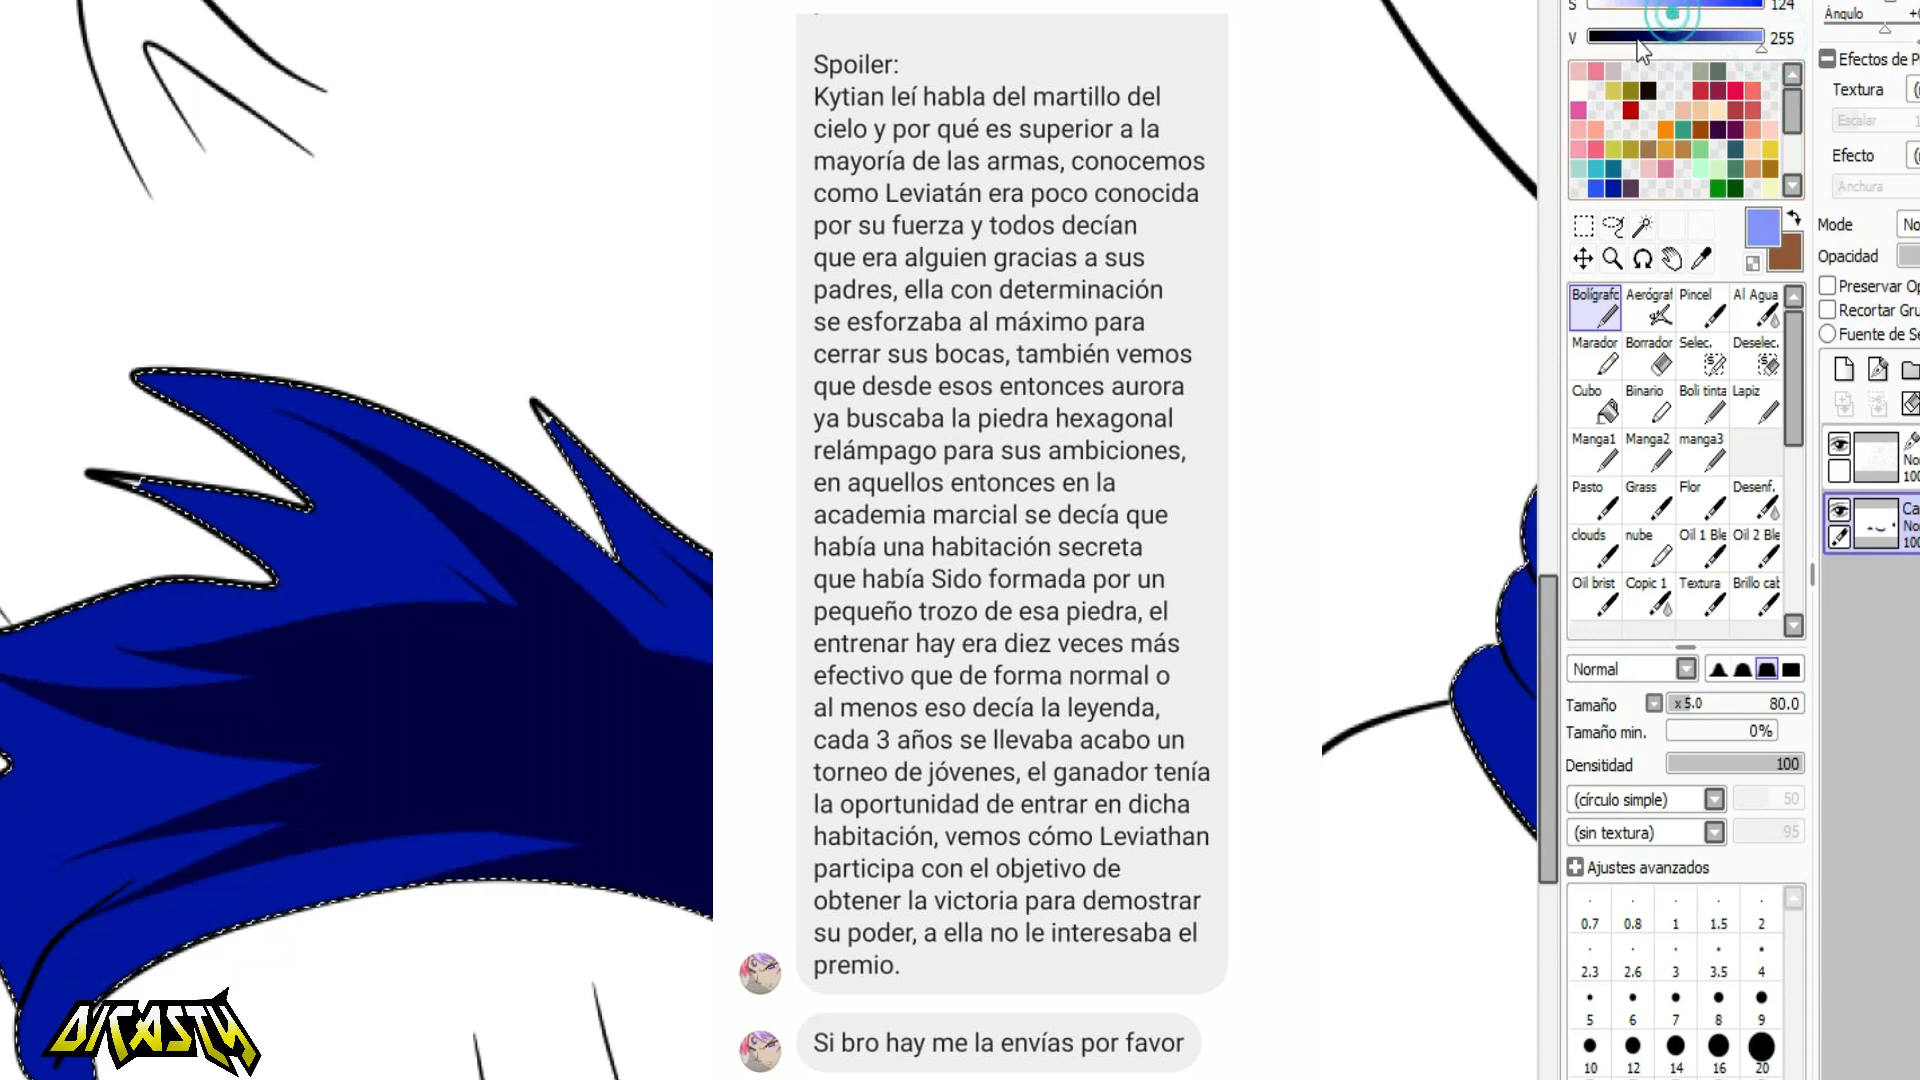 Spoiler:
Kytian leí habla del martillo del
cielo y por qué es superior a la
mayoría de las armas, conocemos
como Leviatán era poco conocida
por su fuerza y todos decían
que era alguien gracias a sus
padres, ella con determinación
se esforzaba al máximo para
cerrar sus bocas, también vemos
que desde esos entonces aurora
ya buscaba la piedra hexagonal
relámpago para sus ambiciones,
en aquellos entonces en la
academia marcial se decía que
había una habitación secreta
que había Sido formada por un
pequeño trozo de esa piedra, el
entrenar hay era diez veces más
efectivo que de forma normal o
al menos eso decía la leyenda,
cada 3 años se llevaba acabo un
torneo de jóvenes, el ganador tenía
la oportunidad de entrar en dicha
habitación, vemos cómo Leviathan
participa con el objetivo de
obtener la victoria para demostrar
su poder, a ella no le interesaba el
premio.
Si bro hay me la envías por favor
DICASTY
S 124
V 255
Bolígrafo Aerógraf Pincel Al Agua
Marador Borrador Selec. Deselec.
Cubo Binario Boli tinta Lapiz
Manga1 Manga2 manga3
Pasto Grass Flor Desenf.
clouds nube Oil 1 Ble Oil 2 Ble
Oil brist Copic 1 Textura Brillo cab
Normal
Tamaño x 5.0 80.0
Tamaño min. 0%
Densitidad 100
(círculo simple) 50
(sin textura) 95
Ajustes avanzados
0.7 0.8 1 1.5 2
2.3 2.6 3 3.5 4
5 6 7 8 9
10 12 14 16 20
Ángulo
Efectos de P
Textura
Escalar 1
Efecto
Anchura
Mode No
Opacidad
Preservar Op
Recortar Gru
Fuente de Se
No
100
Ca
No
100